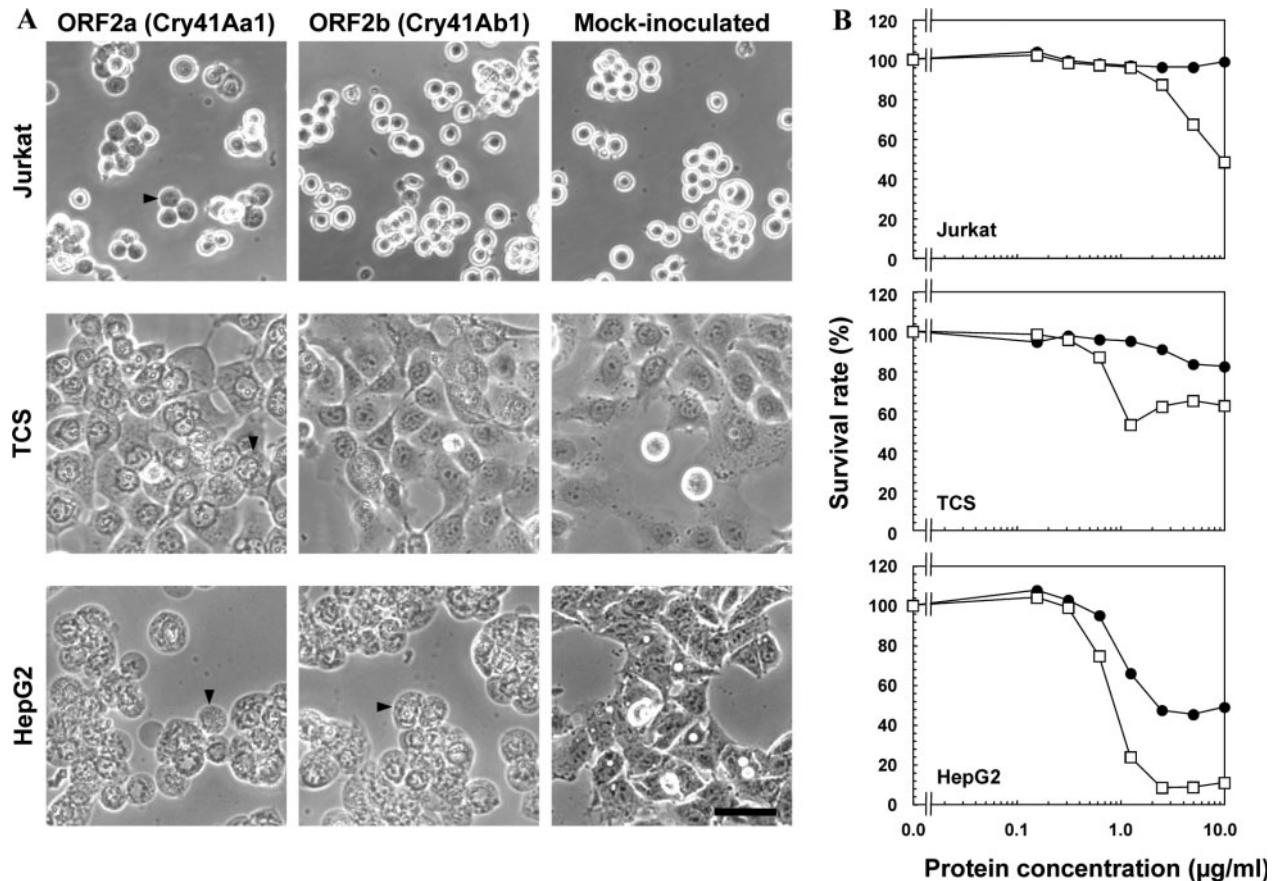 A
ORF2a (Cry41Aa1)
ORF2b (Cry41Ab1)
Mock-inoculated
Jurkat
TCS
HepG2
B
Survival rate (%)
120
100
80
60
40
20
0
Jurkat
120
100
80
60
40
20
0
TCS
120
100
80
60
40
20
0
HepG2
0.0
0.1
1.0
10.0
Protein concentration (µg/ml)